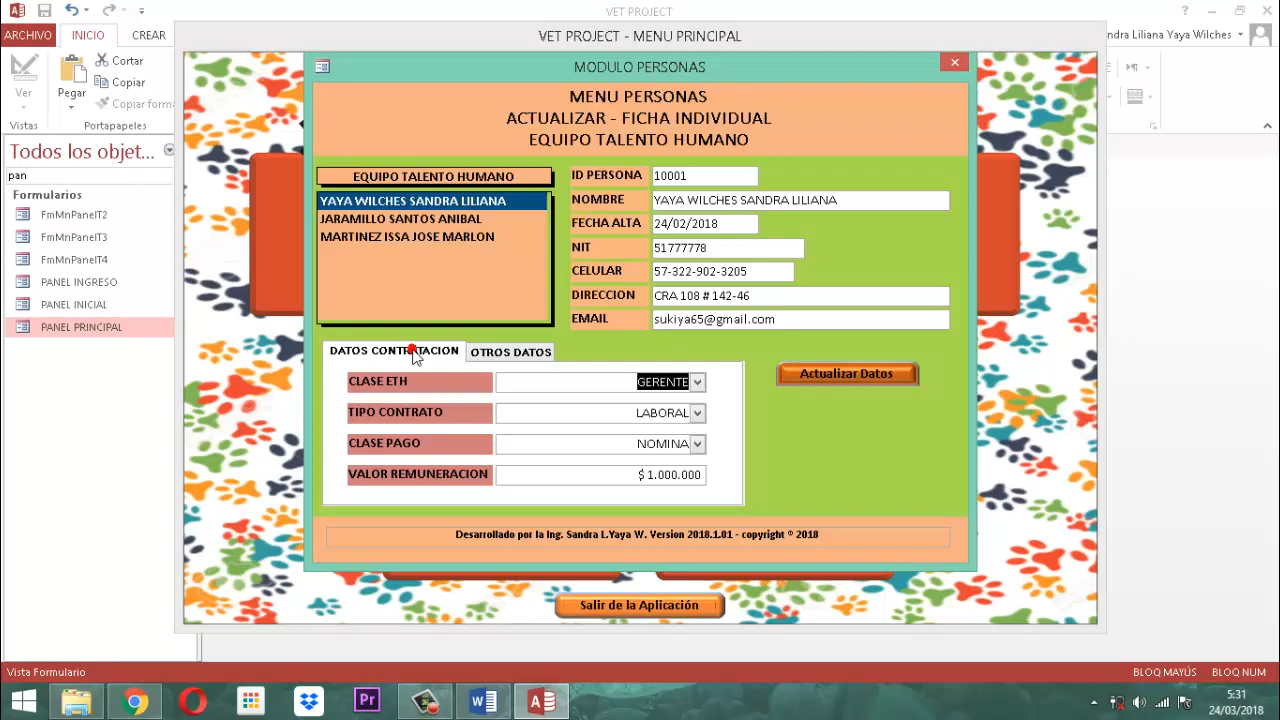 VET PROJECT
ARCHIVO
INICIO
CREAR
ndra Liliana Yaya Wilches
Ver
Vistas
Pegar
Cortar
Copiar
Copiar forma
Portapapeles
Todos los objet...
pan
Formularios
FmMnPanelT2
FmMnPanelT3
FmMnPanelT4
PANEL INGRESO
PANEL INICIAL
PANEL PRINCIPAL
VET PROJECT - MENU PRINCIPAL
MODULO PERSONAS
MENU PERSONAS
ACTUALIZAR - FICHA INDIVIDUAL
EQUIPO TALENTO HUMANO
EQUIPO TALENTO HUMANO
YAYA WILCHES SANDRA LILIANA
JARAMILLO SANTOS ANIBAL
MARTINEZ ISSA JOSE MARLON
ID PERSONA 10001
NOMBRE YAYA WILCHES SANDRA LILIANA
FECHA ALTA 24/02/2018
NIT 51777778
CELULAR 57-322-902-3205
DIRECCION CRA 108 # 142-46
EMAIL sukiya65@gmail.com
DATOS CONTRATACION OTROS DATOS
CLASE ETH GERENTE
TIPO CONTRATO LABORAL
CLASE PAGO NOMINA
VALOR REMUNERACION $ 1.000.000
Actualizar Datos
Desarrollado por la Ing. Sandra L.Yaya W. Version 2018.1.01 - copyright ® 2018
Salir de la Aplicación
Vista Formulario
BLOQ MAYÚS
BLOQ NUM
Pr
5:31
24/03/2018